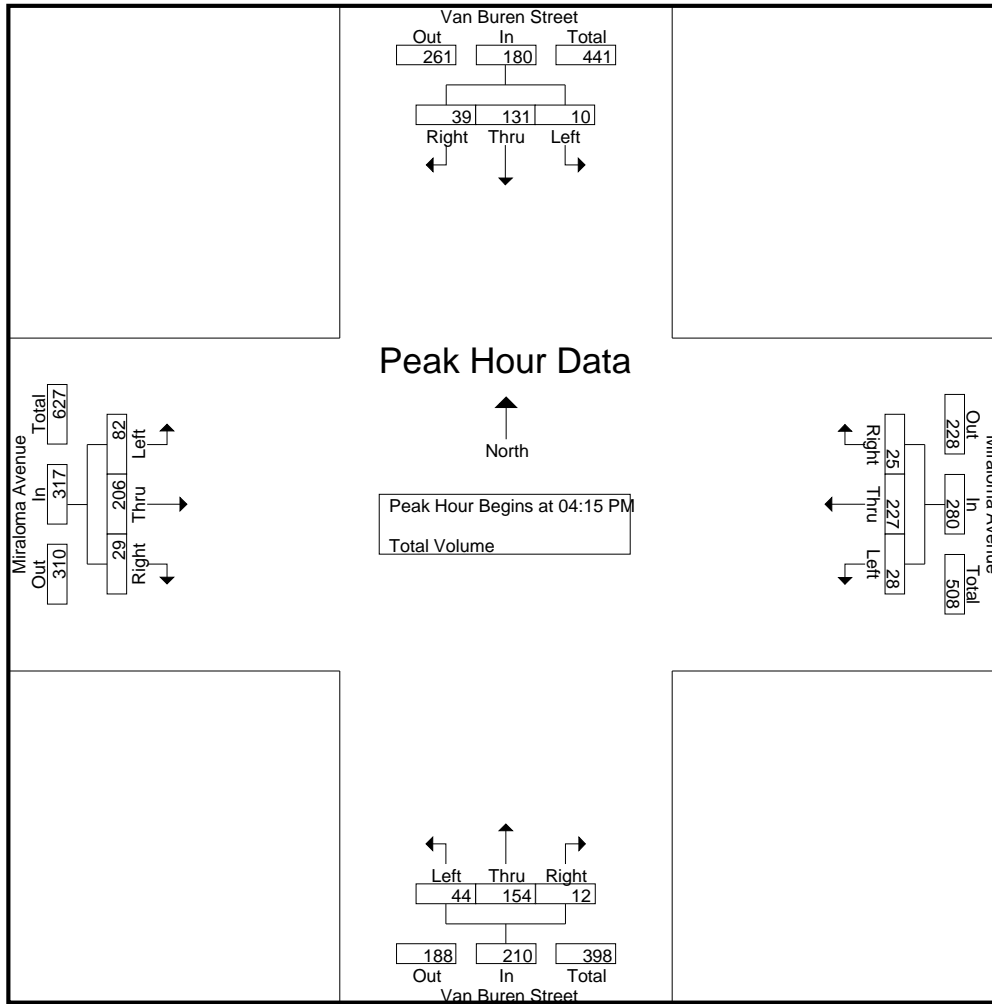 Van Buren Street
Out In Total
261 180 441
39 131 10
Right Thru Left
Peak Hour Data
North
Peak Hour Begins at 04:15 PM
Total Volume
Miraloma Avenue
Out In Total
310 317 627
29 206 82
Right Thru Left
Miraloma Avenue
Out In Total
228 280 508
25 227 28
Right Thru Left
Left Thru Right
44 154 12
188 210 398
Out In Total
Van Buren Street